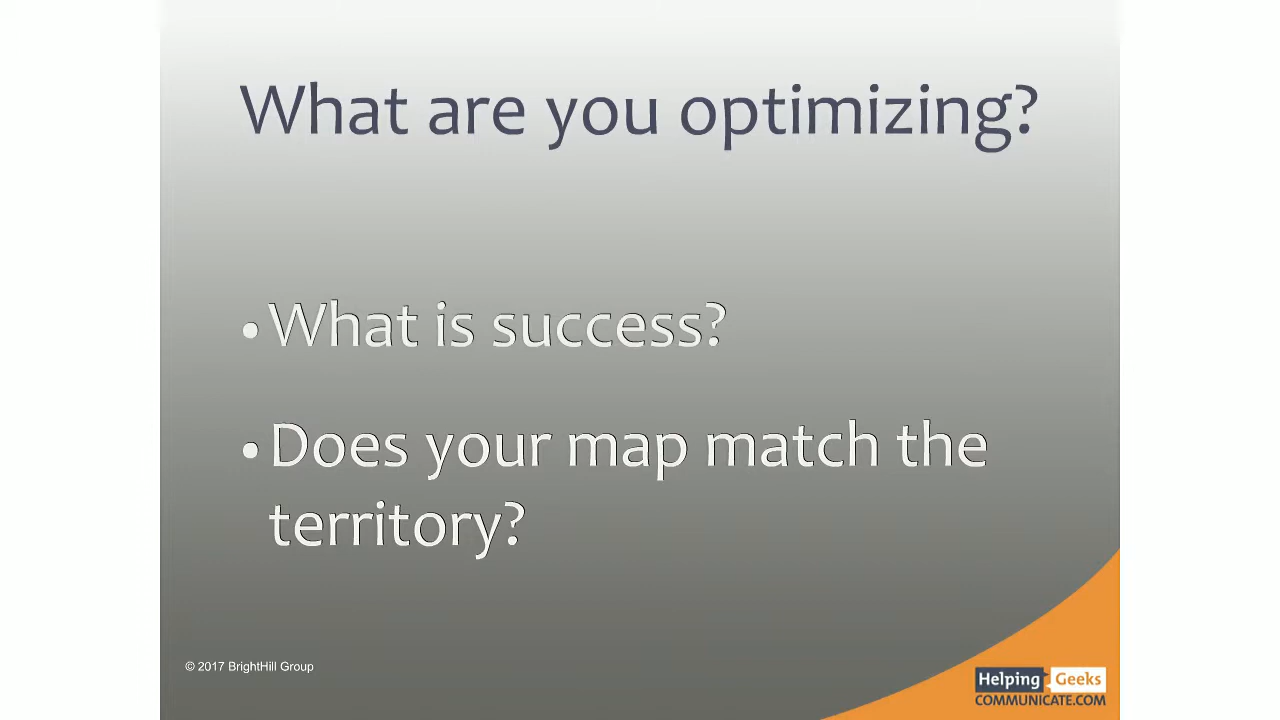 What are you optimizing?
•What is success?
•Does your map match the
territory?
© 2017 BrightHill Group
Helping Geeks
COMMUNICATE.COM